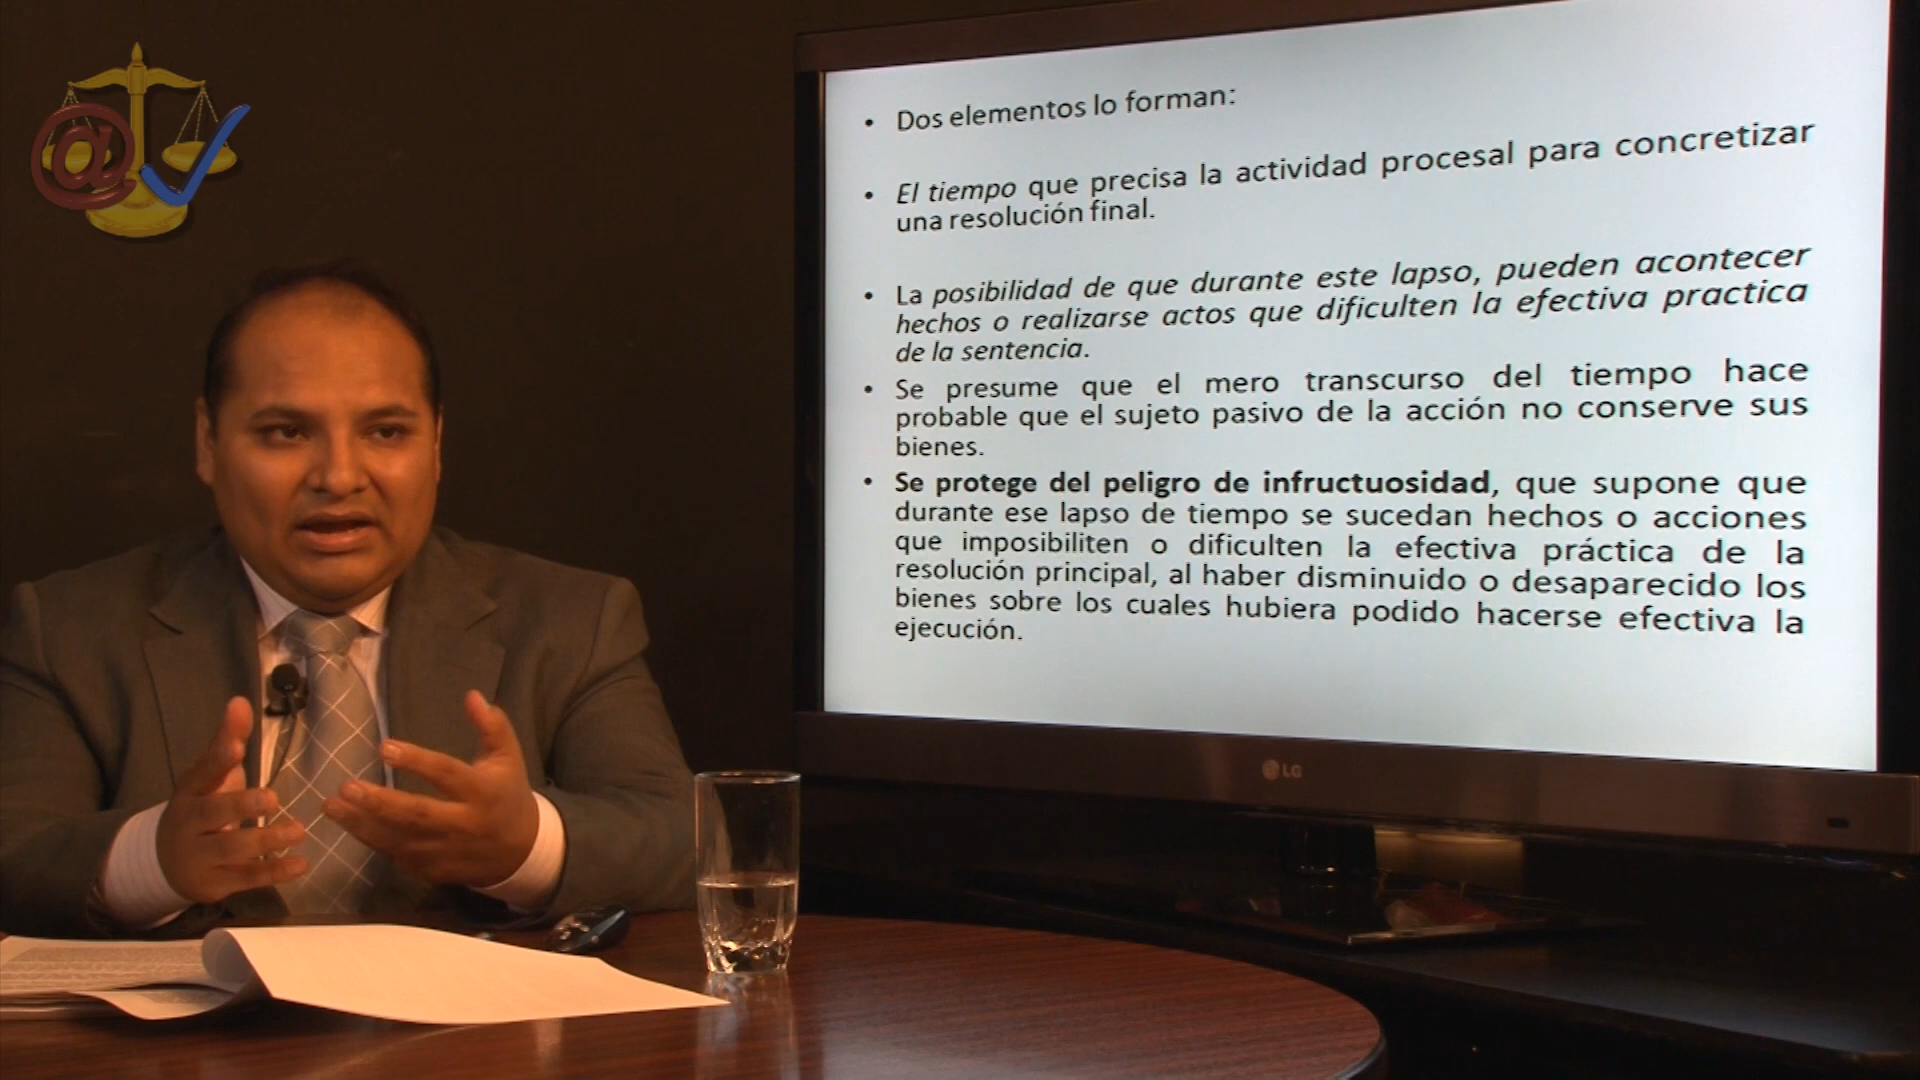 • Dos elementos lo forman:
• El tiempo que precisa la actividad procesal para concretizar
una resolución final.
• La posibilidad de que durante este lapso, pueden acontecer
hechos o realizarse actos que dificulten la efectiva practica
de la sentencia.
• Se presume que el mero transcurso del tiempo hace
probable que el sujeto pasivo de la acción no conserve sus
bienes.
• Se protege del peligro de infructuosidad, que supone que
durante ese lapso de tiempo se sucedan hechos o acciones
que imposibiliten o dificulten la efectiva práctica de la
resolución principal, al haber disminuido o desaparecido los
bienes sobre los cuales hubiera podido hacerse efectiva la
ejecución.
LG
@